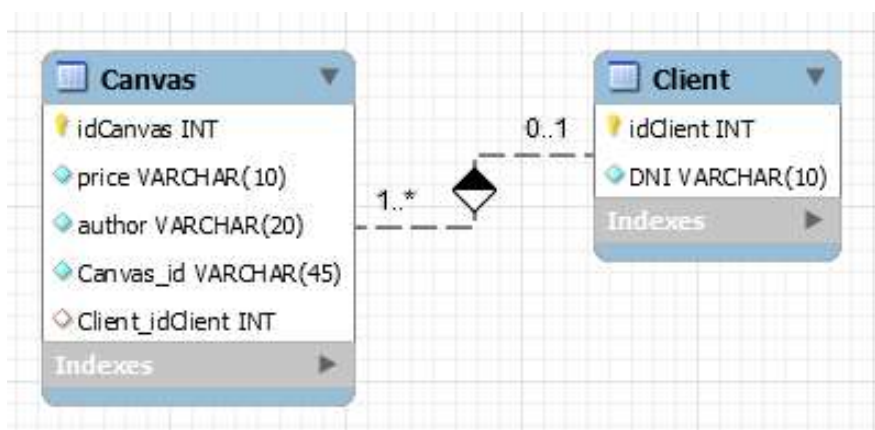 Canvas
idCanvas INT
price VARCHAR(10)
author VARCHAR(20)
Canvas_id VARCHAR(45)
Client_idClient INT
Indexes
1..*
0..1
Client
idClient INT
DNI VARCHAR(10)
Indexes